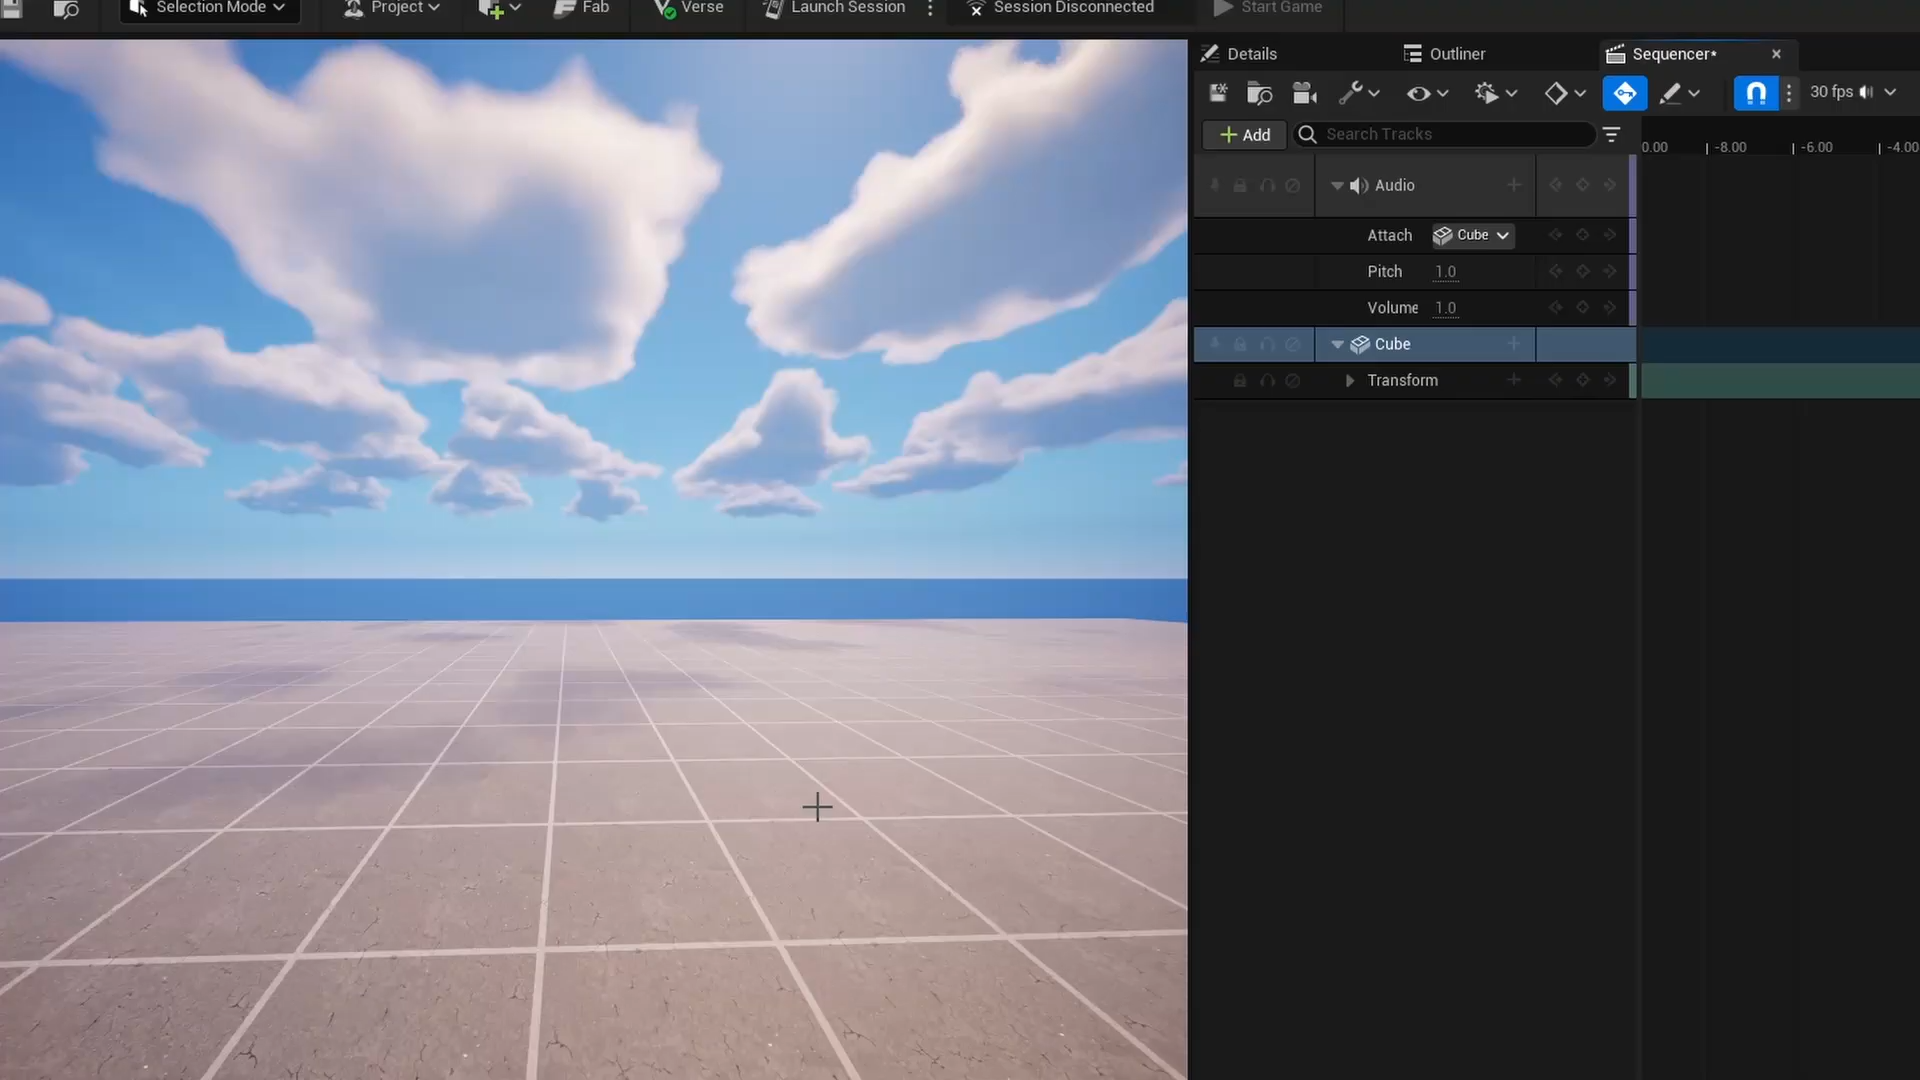 Selection Mode
Project
Fab
Verse
Launch Session
Session Disconnected
Start Game
Details
Outliner
Sequencer*
30 fps
Add
Search Tracks
0.00
-8.00
-6.00
-4.00
Audio
Attach
Cube
Pitch
1.0
Volume
1.0
Cube
Transform